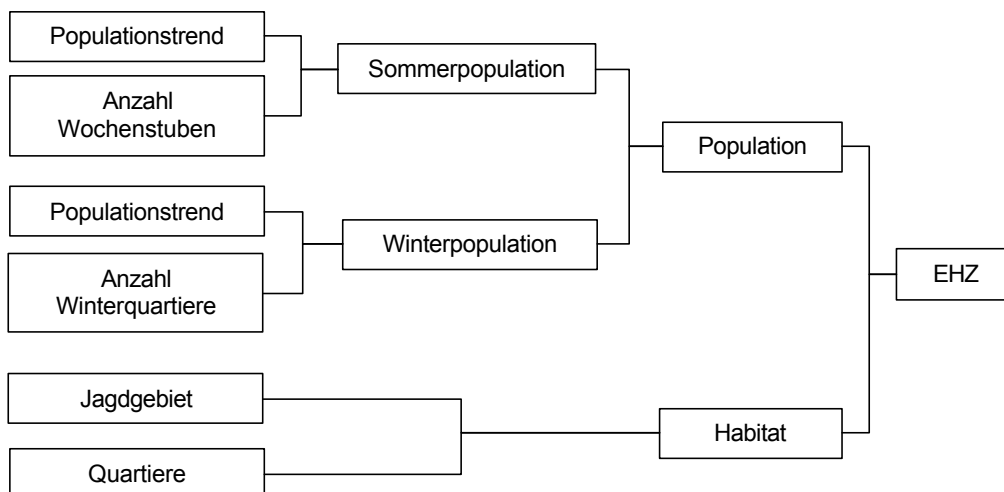 Populationstrend
Anzahl
Wochenstuben
Sommerpopulation
Populationstrend
Anzahl
Winterquartiere
Winterpopulation
Population
Jagdgebiet
Quartiere
Habitat
EHZ